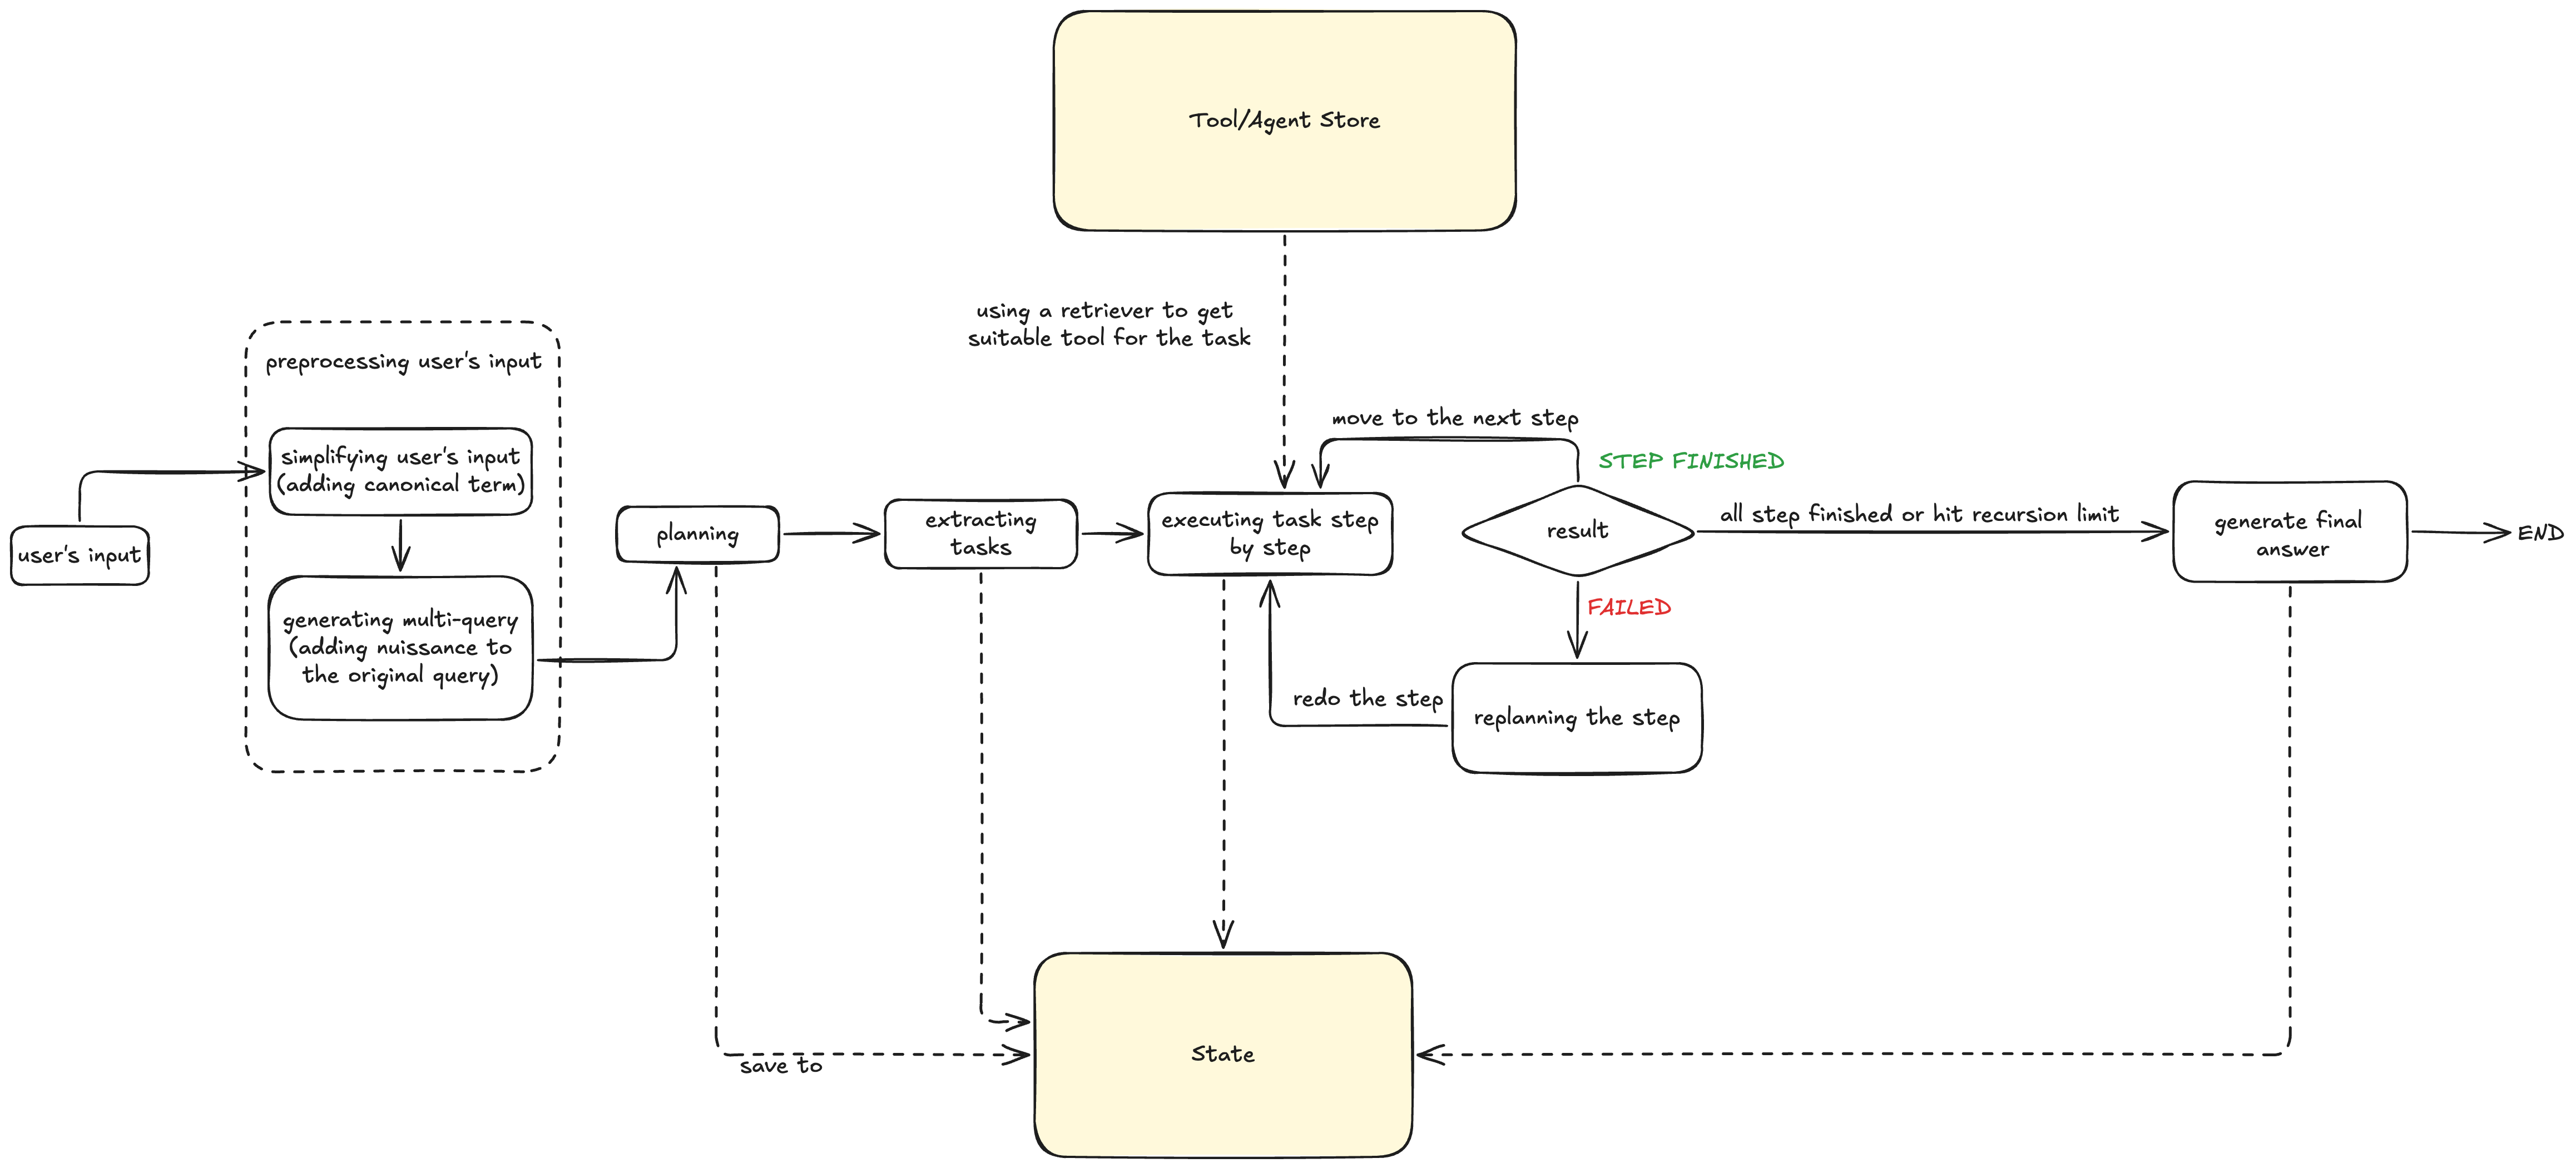 Tool/Agent Store
using a retriever to get
suitable tool for the task
preprocessing user's input
simplifying user's input
(adding canonical term)
generating multi-query
(adding nuissance to
the original query)
user's input
planning
extracting
tasks
executing task step
by step
move to the next step
STEP FINISHED
result
all step finished or hit recursion limit
generate final
answer
END
FAILED
redo the step
replanning the step
save to
State